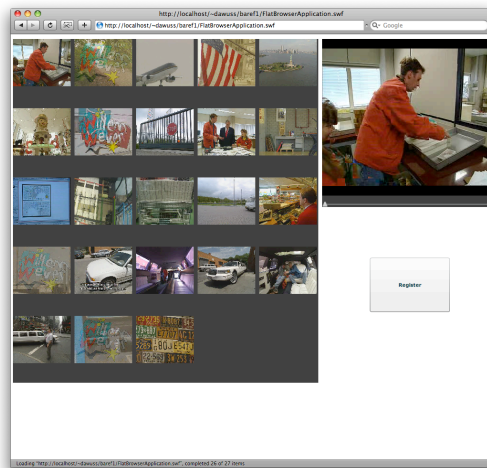 http://localhost/~dawuss/baref1/FlatBrowserApplication.swf
http://localhost/~dawuss/baref1/FlatBrowserApplication.swf
Google
Register
Loading "http://localhost/~dawuss/baref1/FlatBrowserApplication.swf", completed 26 of 27 items